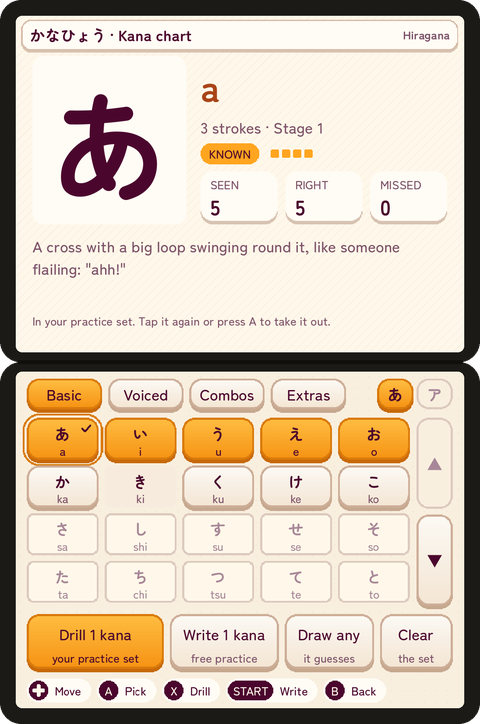 かなひょう · Kana chart
Hiragana
あ
a
3 strokes · Stage 1
KNOWN
SEEN RIGHT MISSED
5 5 0
A cross with a big loop swinging round it, like someone
flailing: "ahh!"
In your practice set. Tap it again or press A to take it out.
Basic Voiced Combos Extras あ ア
あ い う え お
a i u e o
か き く け こ
ka ki ku ke ko
さ し す せ そ
sa shi su se so
た ち つ て と
ta chi tsu te to
Drill 1 kana Write 1 kana Draw any Clear
your practice set free practice it guesses the set
Move A Pick X Drill START Write B Back